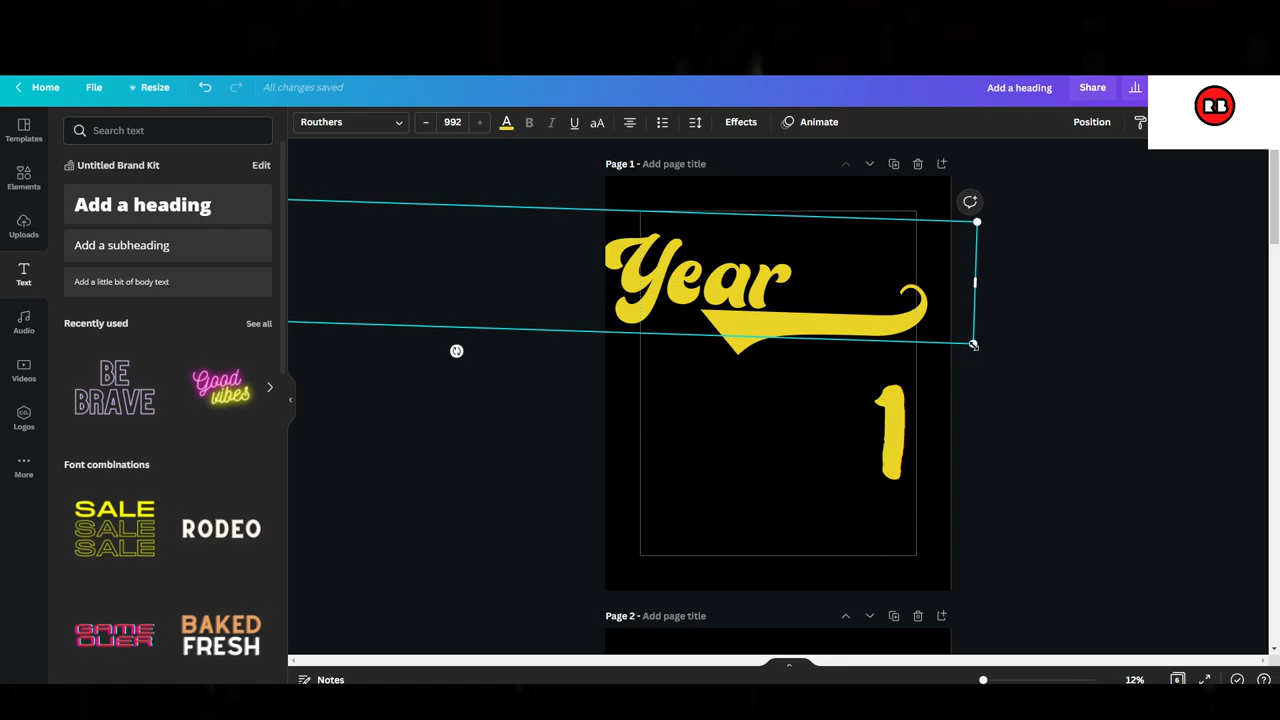 Home File Resize All changes saved Add a heading Share
RB
Routhers 992 A B I U aA Effects Animate Position
Templates
Search text
Untitled Brand Kit Edit
Elements
Add a heading
Uploads
Add a subheading
Text
Add a little bit of body text
Audio
Recently used See all
BE
BRAVE
Good
vibes
Videos
Logos
More
Font combinations
SALE
SALE
SALE
RODEO
GAME
OVER
BAKED
FRESH
Page 1 - Add page title
Year
1
Page 2 - Add page title
Notes 12% 6